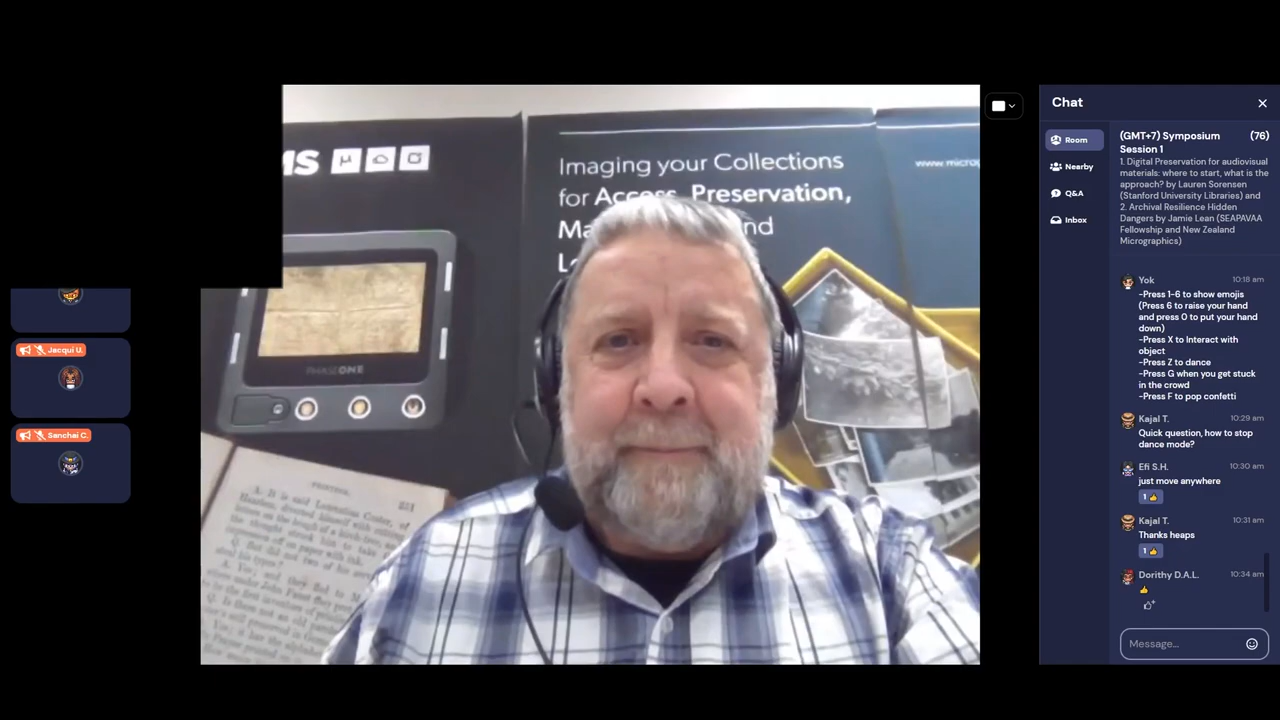 Jacqui U.
Sanchai C.
MS
Imaging your Collections
for Access, Preservation,
PHASEONE
PRINTING.
251
Chat
Room
Nearby
Q&A
Inbox
(GMT+7) Symposium (76)
Session 1
1. Digital Preservation for audiovisual
materials: where to start, what is the
approach? by Lauren Sorensen
(Stanford University Libraries) and
2. Archival Resilience Hidden
Dangers by Jamie Lean (SEAPAVAA
Fellowship and New Zealand
Micrographics)
Yok 10:18 am
-Press 1-6 to show emojis
(Press 6 to raise your hand
and press 0 to put your hand
down)
-Press X to Interact with
object
-Press Z to dance
-Press G when you get stuck
in the crowd
-Press F to pop confetti
Kajal T. 10:29 am
Quick question, how to stop
dance mode?
Efi S.H. 10:30 am
just move anywhere
1 👍
Kajal T. 10:31 am
Thanks heaps
1 👍
Dorithy D.A.L. 10:34 am
👍
Message...